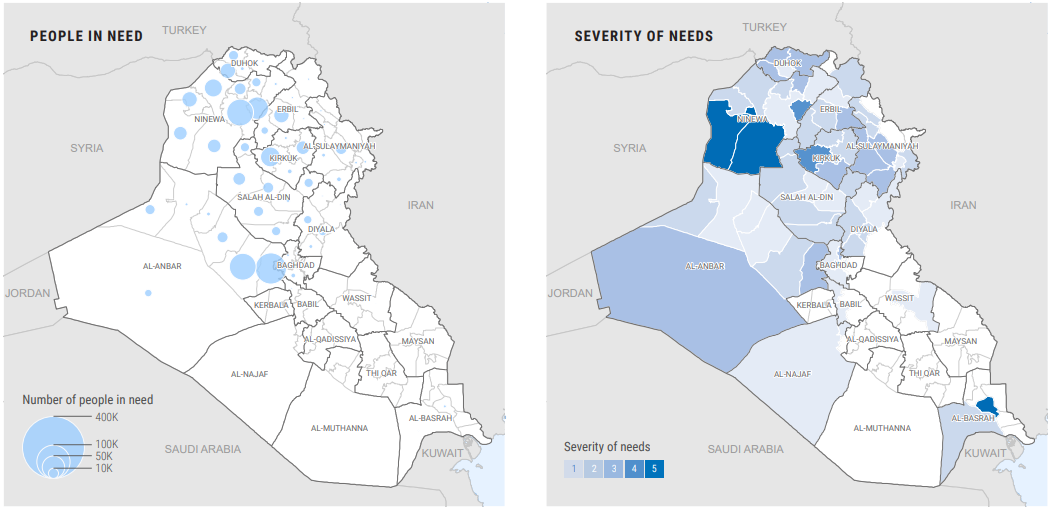 PEOPLE IN NEED
TURKEY
DUHOK
NINEWA
ERBIL
SYRIA
AL-SULAYMANIYAH
KIRKUK
SALAH AL-DIN
IRAN
DIYALA
AL-ANBAR
BAGHDAD
JORDAN
KERBALA
BABIL
WASSIT
AL-QADISSIYA
MAYSAN
AL-NAJAF
THI QAR
Number of people in need
400K
100K
50K
10K
AL-BASRAH
AL-MUTHANNA
SAUDI ARABIA
KUWAIT
SEVERITY OF NEEDS
TURKEY
DUHOK
NINEWA
ERBIL
SYRIA
AL-SULAYMANIYAH
KIRKUK
SALAH AL-DIN
IRAN
DIYALA
AL-ANBAR
BAGHDAD
JORDAN
KERBALA
BABIL
WASSIT
AL-QADISSIYA
MAYSAN
AL-NAJAF
THI QAR
AL-BASRAH
AL-MUTHANNA
Severity of needs
1 2 3 4 5
SAUDI ARABIA
KUWAIT